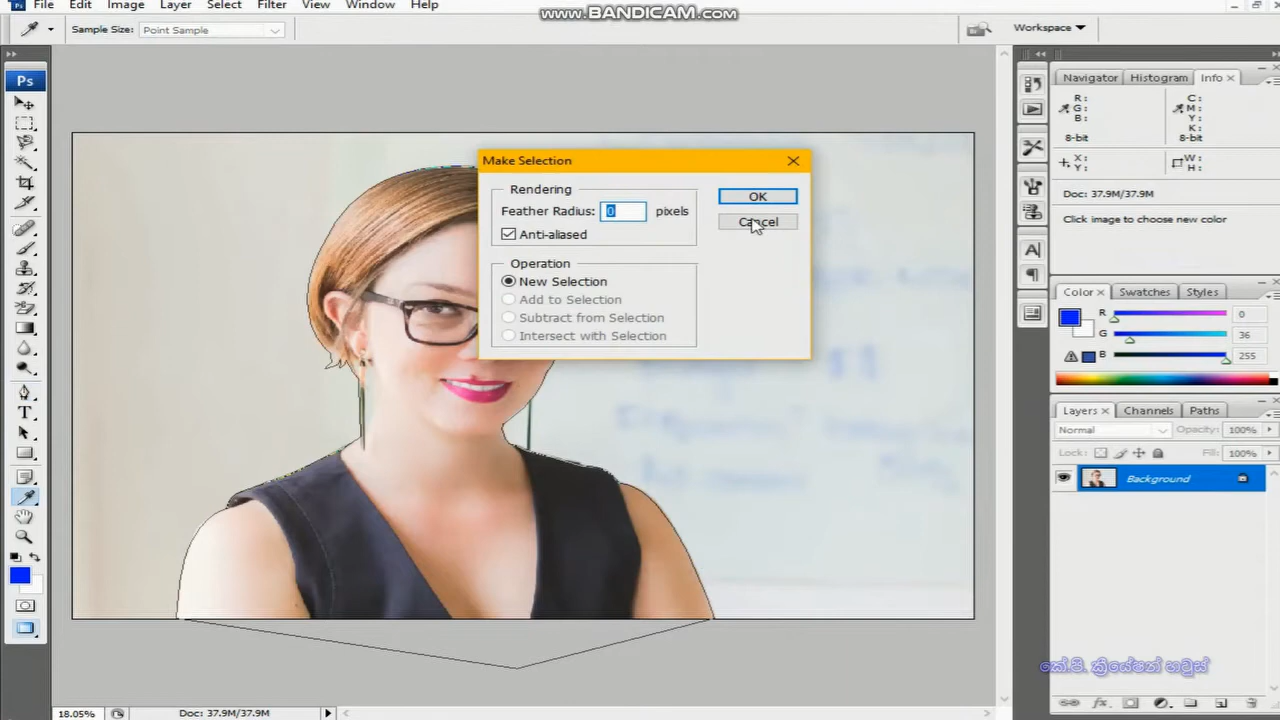 www.BANDICAM.com
Ps File Edit Image Layer Select Filter View Window Help
Sample Size: Point Sample
Workspace
Ps
Navigator Histogram Info
R: C:
G: M:
B: Y:
K:
8-bit 8-bit
X: W:
Y: H:
Doc: 37.9M/37.9M
Click image to choose new color
Make Selection
Rendering
Feather Radius: 0 pixels
Anti-aliased
OK
Cancel
Operation
New Selection
Add to Selection
Subtract from Selection
Intersect with Selection
Color Swatches Styles
R 0
G 36
B 255
Layers Channels Paths
Normal Opacity: 100%
Lock: Fill: 100%
Background
කේ.පී. ක්‍රියේෂන් හවුස්
18.05% Doc: 37.9M/37.9M